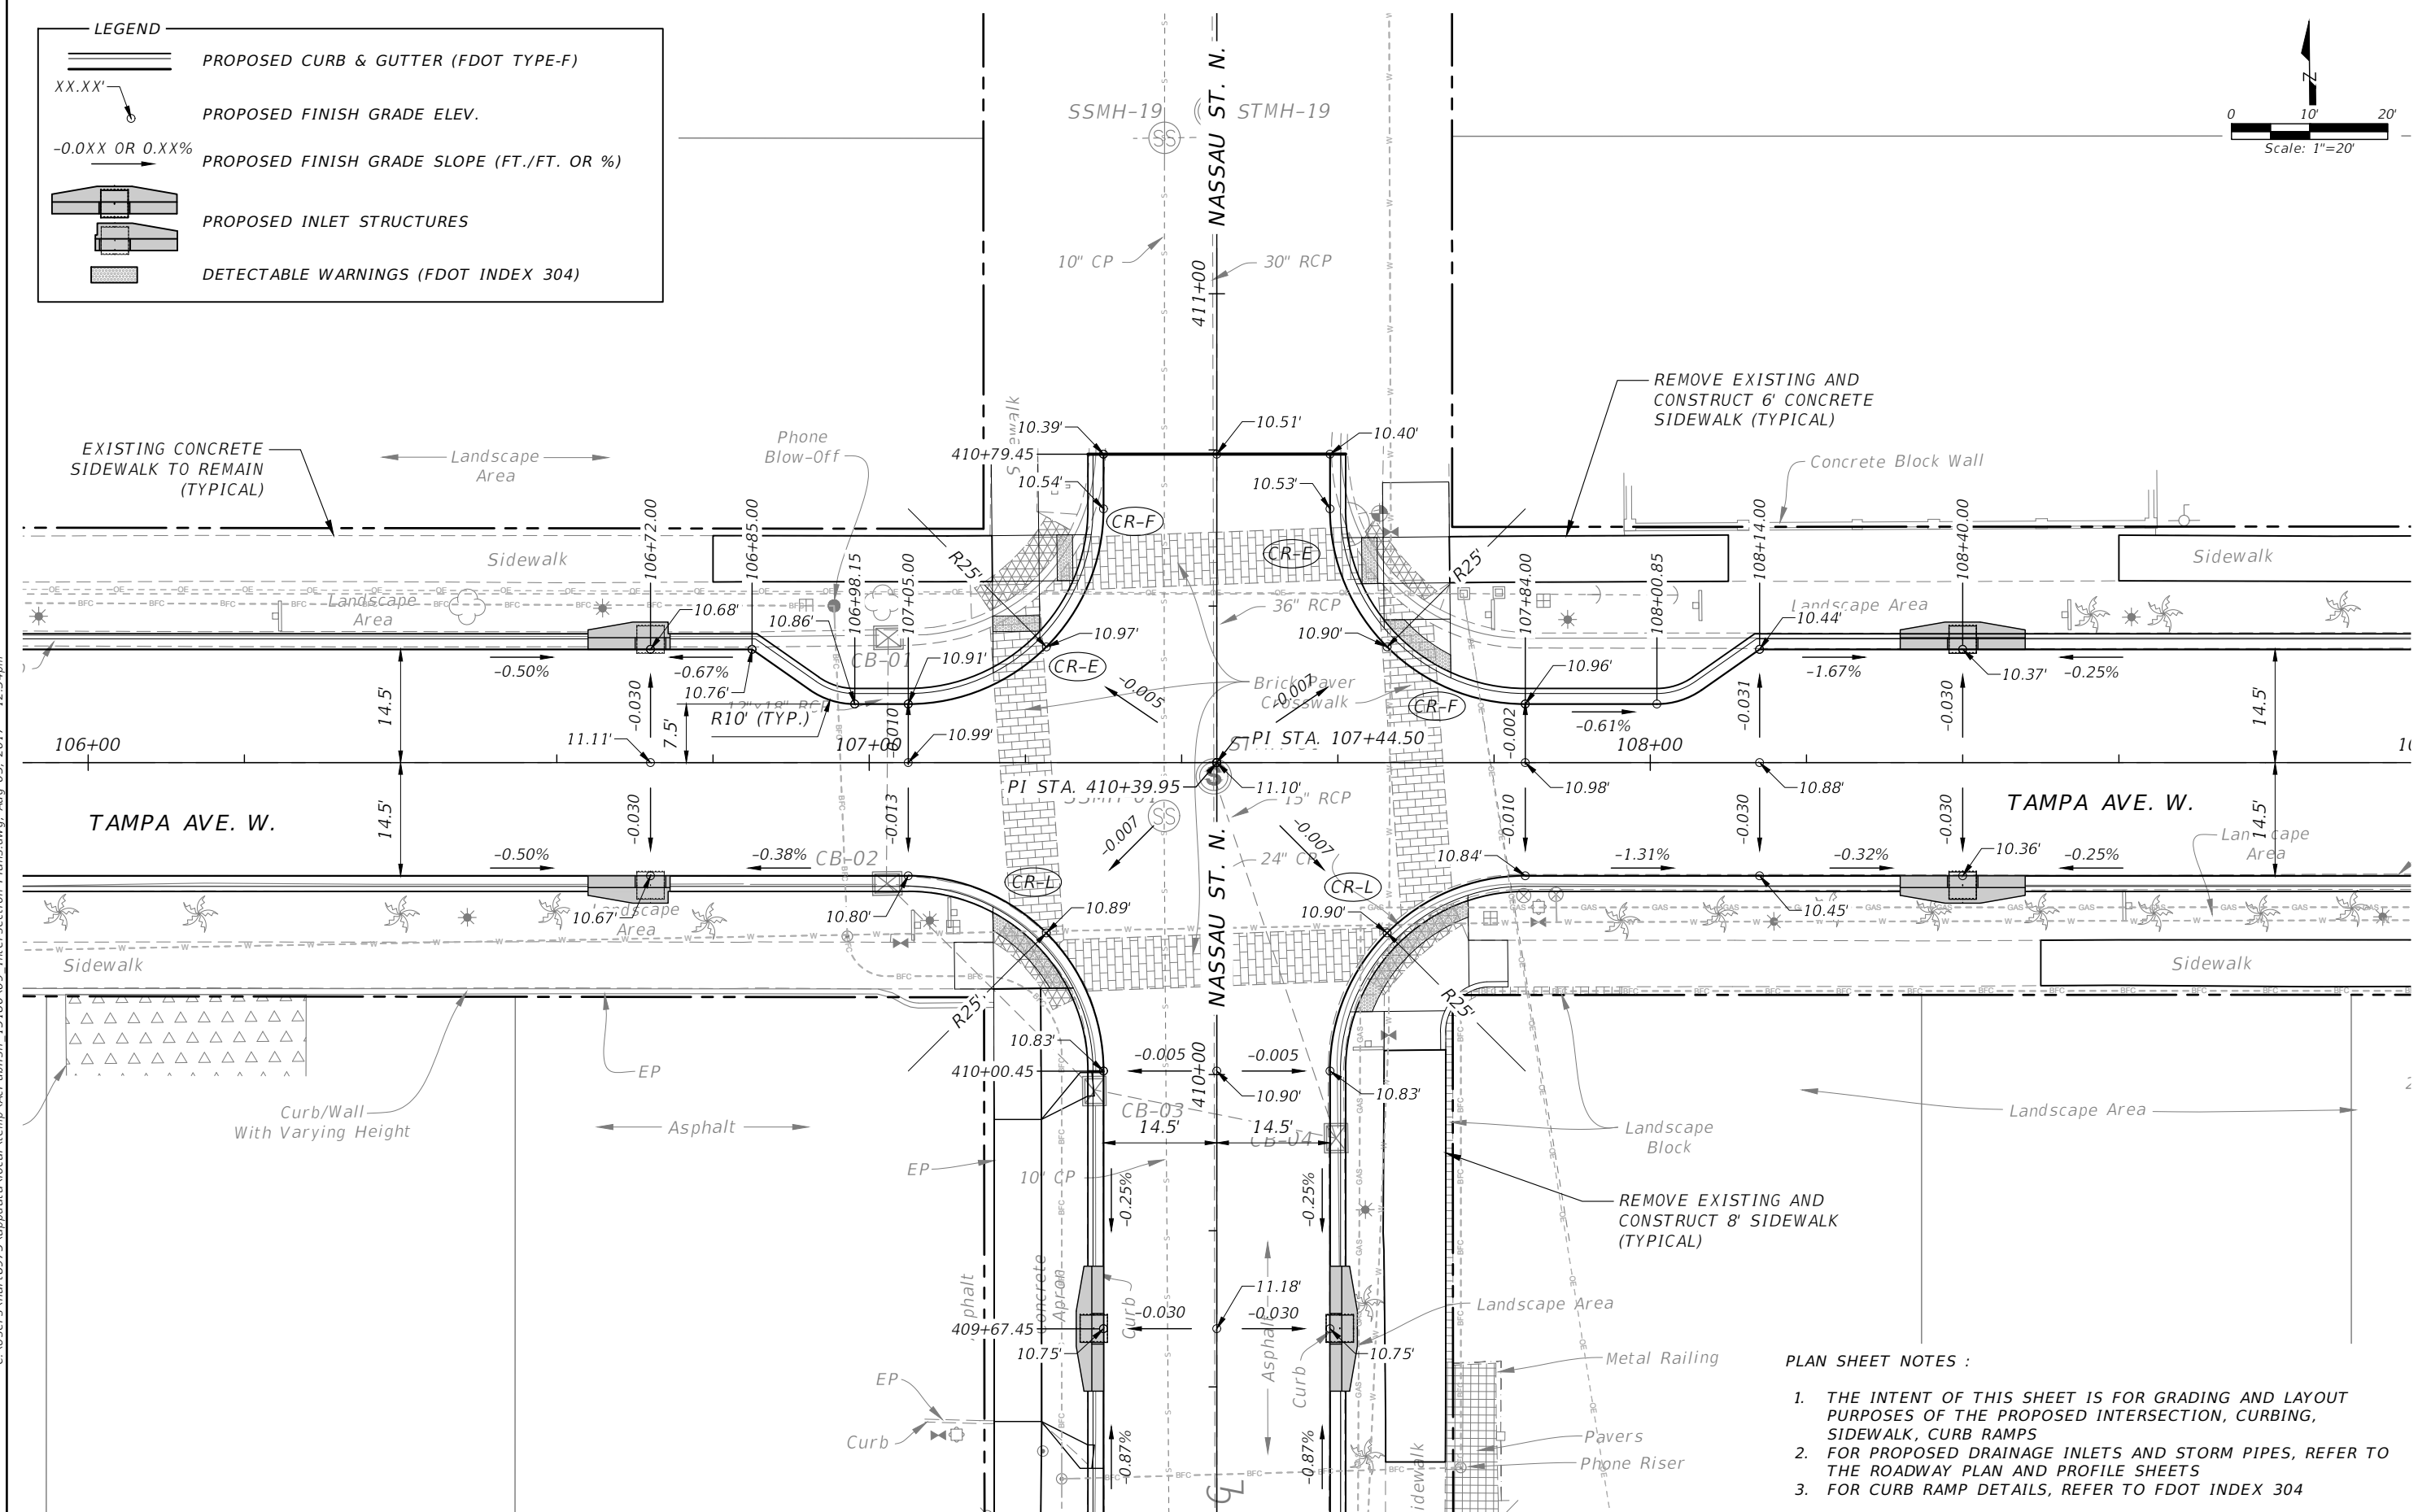 LEGEND
PROPOSED CURB & GUTTER (FDOT TYPE-F)
XX.XX'
PROPOSED FINISH GRADE ELEV.
-0.0XX OR 0.XX%
PROPOSED FINISH GRADE SLOPE (FT./FT. OR %)
PROPOSED INLET STRUCTURES
DETECTABLE WARNINGS (FDOT INDEX 304)
0 10' 20'
Scale: 1"=20'
NASSAU ST. N.
SSMH-19
STMH-19
10" CP
30" RCP
411+00
REMOVE EXISTING AND
CONSTRUCT 6' CONCRETE
SIDEWALK (TYPICAL)
EXISTING CONCRETE
SIDEWALK TO REMAIN
(TYPICAL)
Landscape
Area
Phone
Blow-Off
10.39'
10.51'
10.40'
410+79.45
10.54'
10.53'
Concrete Block Wall
106+72.00
106+85.00
106+98.15
107+05.00
107+84.00
108+00.85
108+14.00
108+40.00
CR-F
CR-E
R25'
R25'
Sidewalk
Sidewalk
Landscape
Area
Landscape Area
36" RCP
10.68'
10.86'
10.97'
10.90'
10.44'
CB-01
10.91'
CR-E
10.96'
10.37'
-0.50%
-0.67%
10.76'
-0.005
-0.007
Brick Paver
Crosswalk
CR-F
-1.67%
-0.25%
14.5'
-0.030
7.5'
R10' (TYP.)
-0.010
-0.002
-0.61%
-0.031
-0.030
14.5'
11.11'
10.99'
PI STA. 107+44.50
106+00
107+00
108+00
PI STA. 410+39.95
11.10'
10.98'
10.88'
15" RCP
TAMPA AVE. W.
TAMPA AVE. W.
14.5'
-0.030
-0.013
-0.007
-0.007
-0.010
-0.030
-0.030
14.5'
-0.50%
-0.38%
CB-02
24" CP
10.84'
-1.31%
-0.32%
10.36'
-0.25%
CR-L
CR-L
10.67'
10.80'
10.89'
10.90'
10.45'
Area
Area
NASSAU ST. N.
Sidewalk
Sidewalk
R25'
R25'
10.83'
-0.005
-0.005
410+00.45
410+00
10.90'
10.83'
EP
Curb/Wall
With Varying Height
Asphalt
CB-03
14.5'
14.5'
CB-04
Landscape Area
Landscape
Block
EP
10" CP
-0.25%
-0.25%
REMOVE EXISTING AND
CONSTRUCT 8' SIDEWALK
(TYPICAL)
Concrete
Apron
Curb
11.18'
Asphalt
Landscape Area
-0.030
-0.030
409+67.45
10.75'
10.75'
Curb
EP
Curb
-0.87%
-0.87%
Metal Railing
Pavers
Phone Riser
PLAN SHEET NOTES :
1. THE INTENT OF THIS SHEET IS FOR GRADING AND LAYOUT
PURPOSES OF THE PROPOSED INTERSECTION, CURBING,
SIDEWALK, CURB RAMPS
2. FOR PROPOSED DRAINAGE INLETS AND STORM PIPES, REFER TO
THE ROADWAY PLAN AND PROFILE SHEETS
3. FOR CURB RAMP DETAILS, REFER TO FDOT INDEX 304